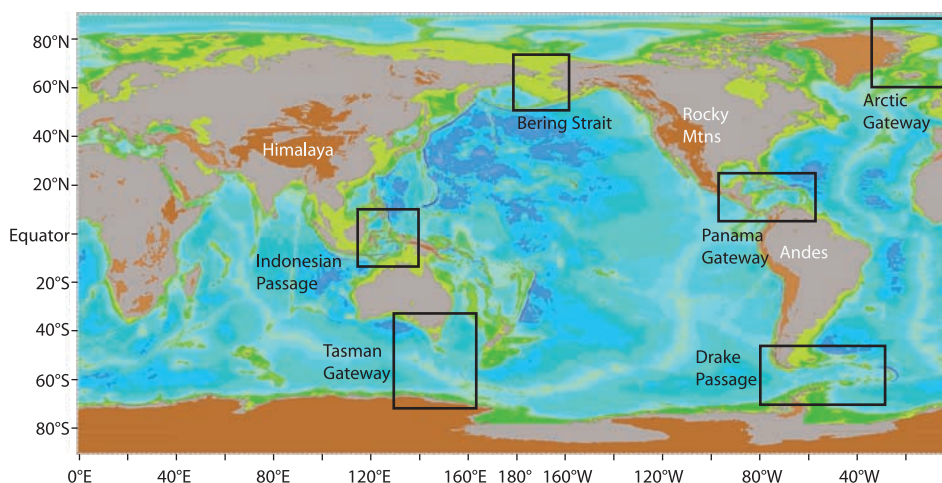 80°N
60°N
40°N
20°N
Equator
20°S
40°S
60°S
80°S
Bering Strait
Rocky
Mtns
Arctic
Gateway
Himalaya
Indonesian
Passage
Panama
Gateway
Andes
Tasman
Gateway
Drake
Passage
0°E
40°E
80°E
120°E
160°E
180°
160°W
120°W
80°W
40°W